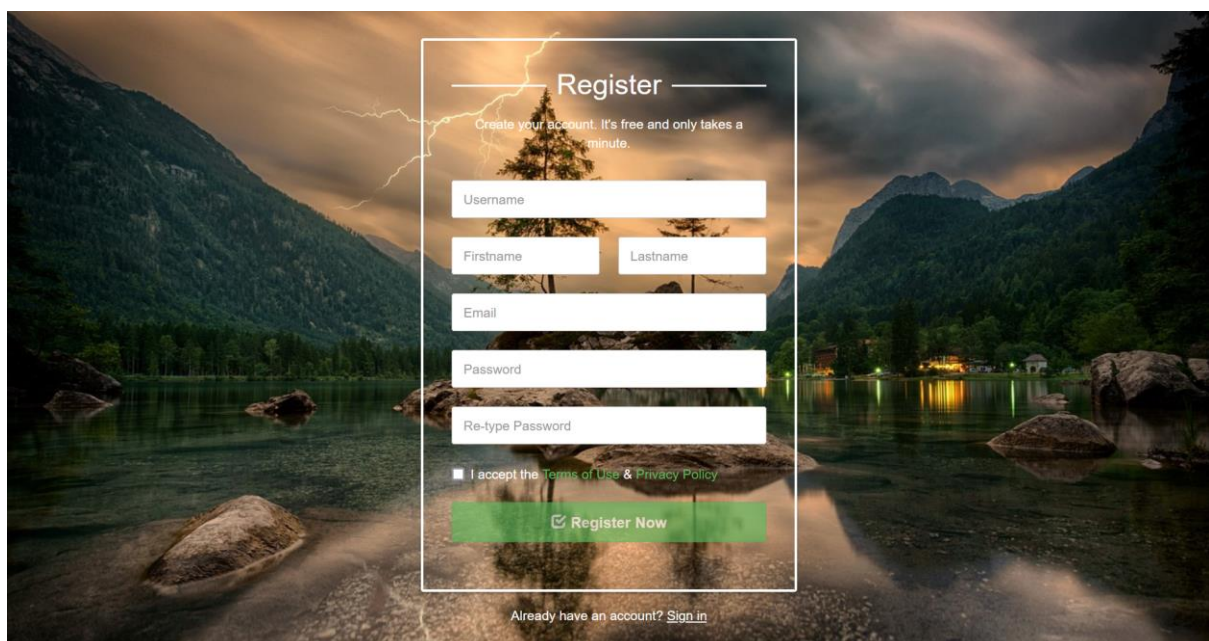 Register
Create your account. It's free and only takes a
minute.
Username
Firstname Lastname
Email
Password
Re-type Password
I accept the Terms of Use & Privacy Policy
Register Now
Already have an account? Sign in